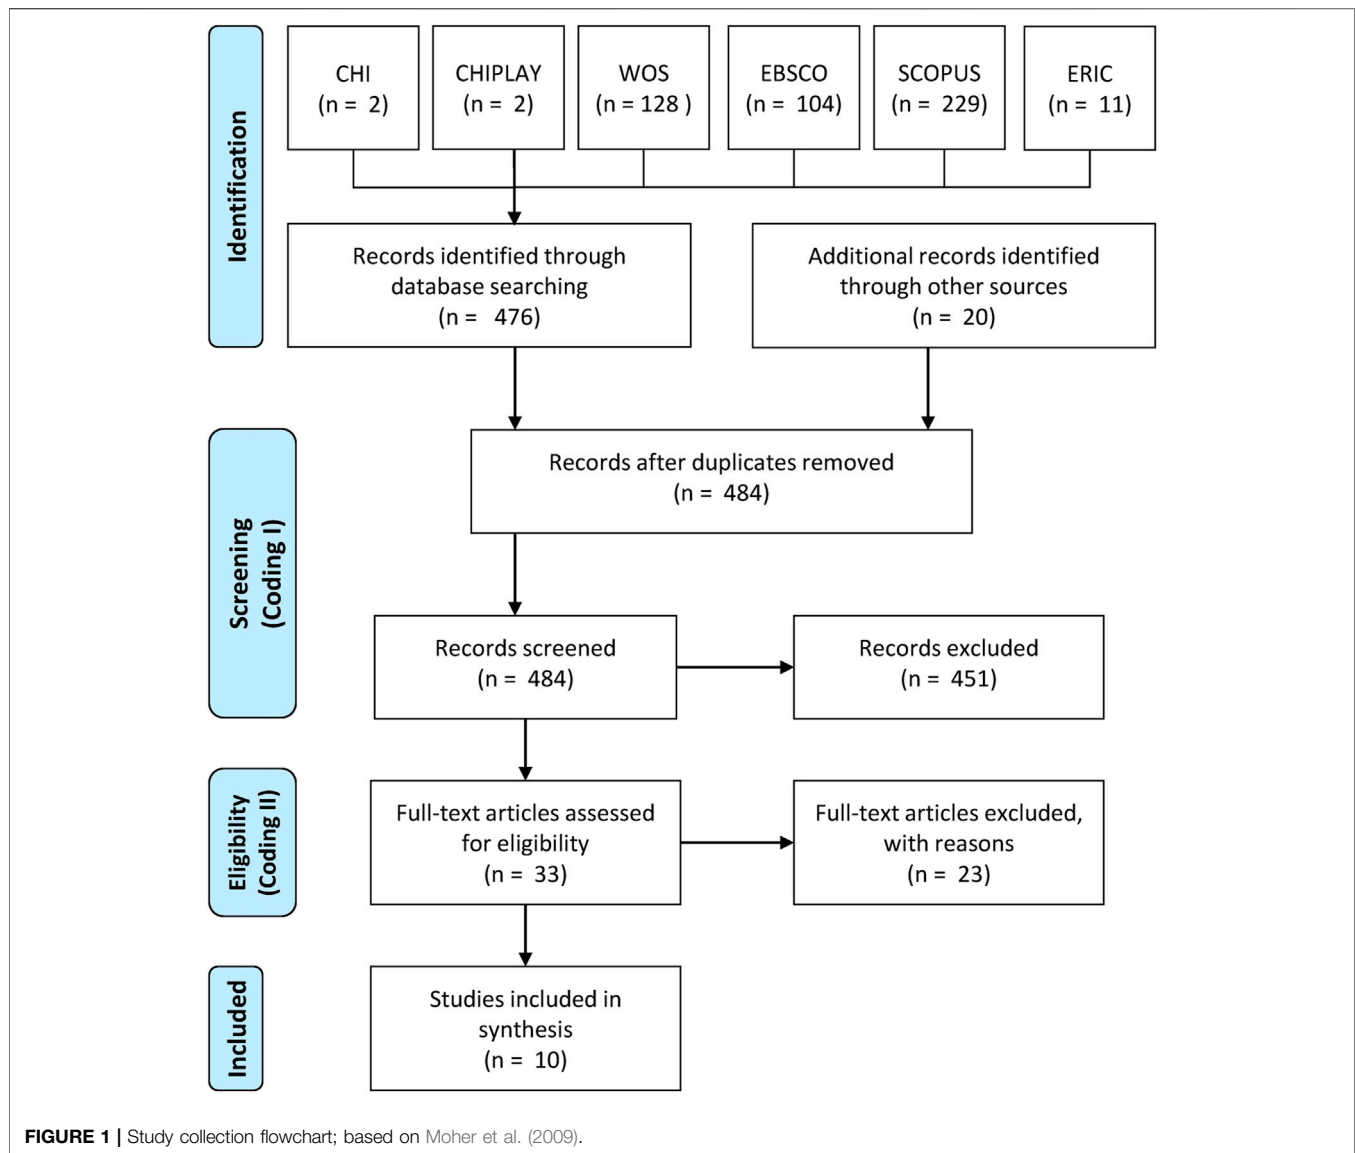 Identification
CHI
(n = 2)
CHIPLAY
(n = 2)
WOS
(n = 128 )
EBSCO
(n = 104)
SCOPUS
(n = 229)
ERIC
(n = 11)
Records identified through
database searching
(n = 476)
Additional records identified
through other sources
(n = 20)
Screening
(Coding I)
Records after duplicates removed
(n = 484)
Records screened
(n = 484)
Records excluded
(n = 451)
Eligibility
(Coding II)
Full-text articles assessed
for eligibility
(n = 33)
Full-text articles excluded,
with reasons
(n = 23)
Included
Studies included in
synthesis
(n = 10)
FIGURE 1 | Study collection flowchart; based on Moher et al. (2009).